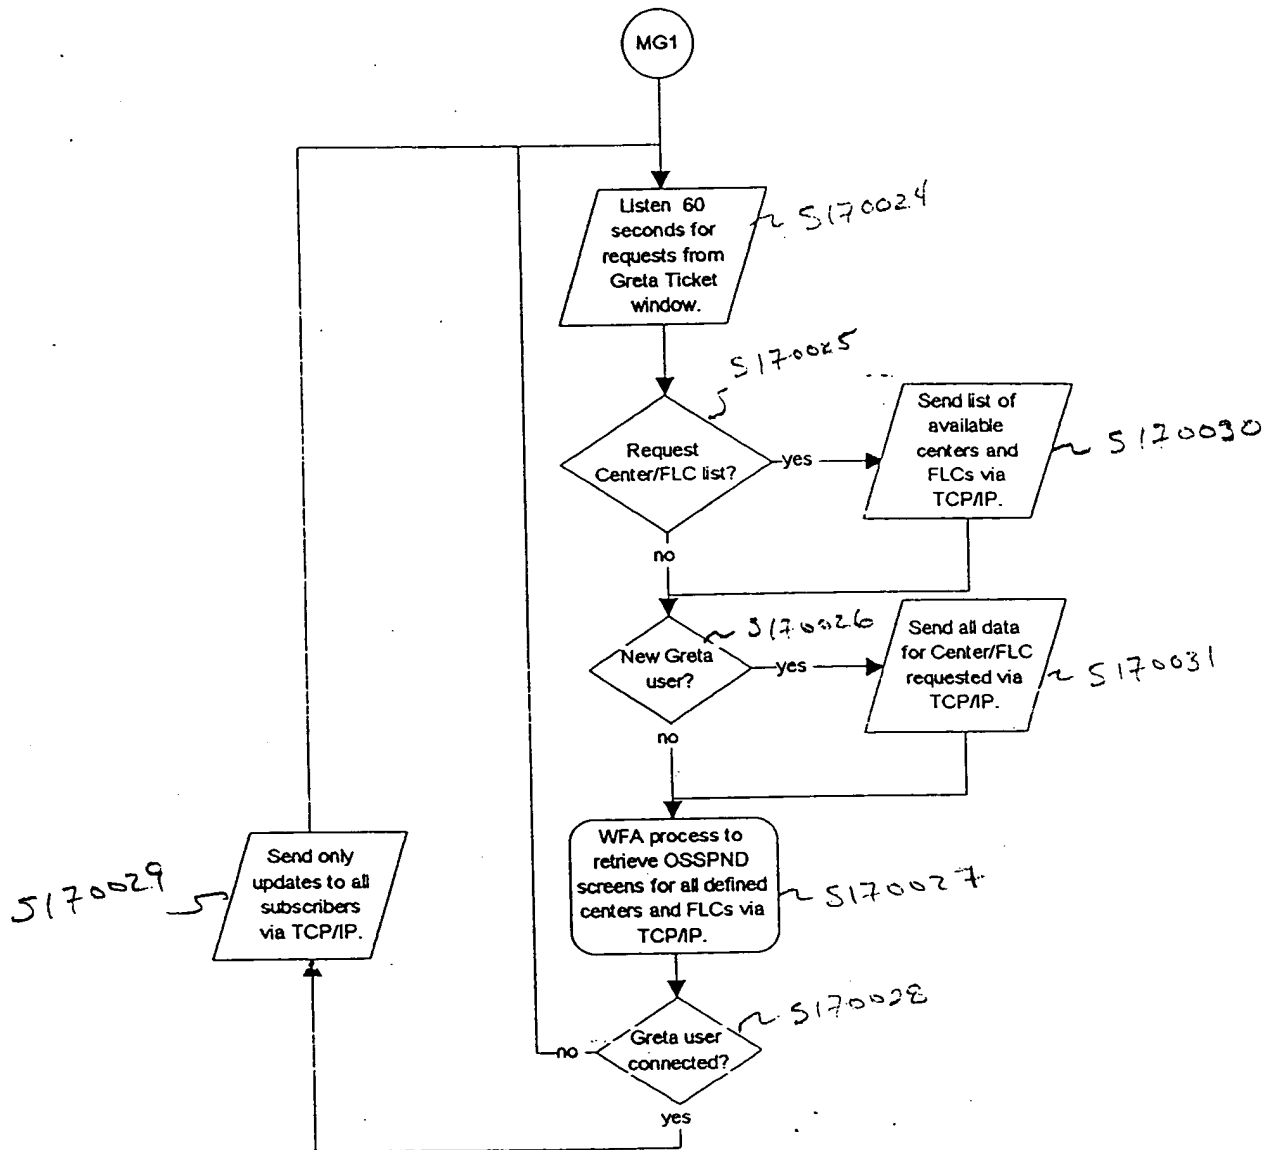 MG1
Listen 60
seconds for
requests from
Greta Ticket
window.
S170024
S170025
Request
Center/FLC list?
yes
Send list of
available
centers and
FLCs via
TCP/IP.
S170030
no
S170026
New Greta
user?
yes
Send all data
for Center/FLC
requested via
TCP/IP.
S170031
no
WFA process to
retrieve OSSPND
screens for all defined
centers and FLCs via
TCP/IP.
S170027
Send only
updates to all
subscribers
via TCP/IP.
S170029
S170028
Greta user
connected?
no
yes